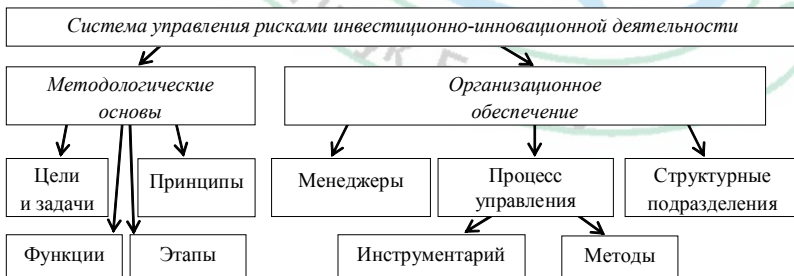 Система управления рисками инвестиционно-инновационной деятельности
Методологические
основы
Организационное
обеспечение
Цели
и задачи
Принципы
Менеджеры
Процесс
управления
Структурные
подразделения
Функции
Этапы
Инструментарий
Методы